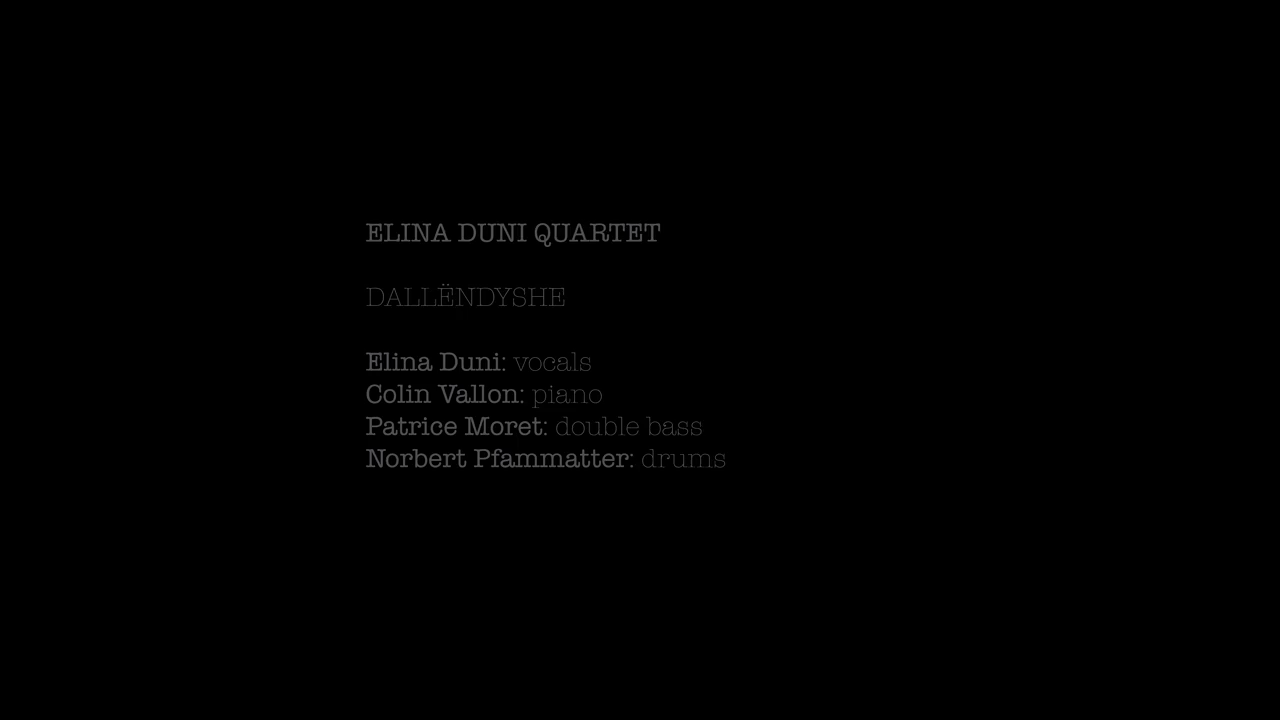 ELINA DUNI QUARTET
DALLËNDYSHE
Elina Duni: vocals
Colin Vallon: piano
Patrice Moret: double bass
Norbert Pfammatter: drums